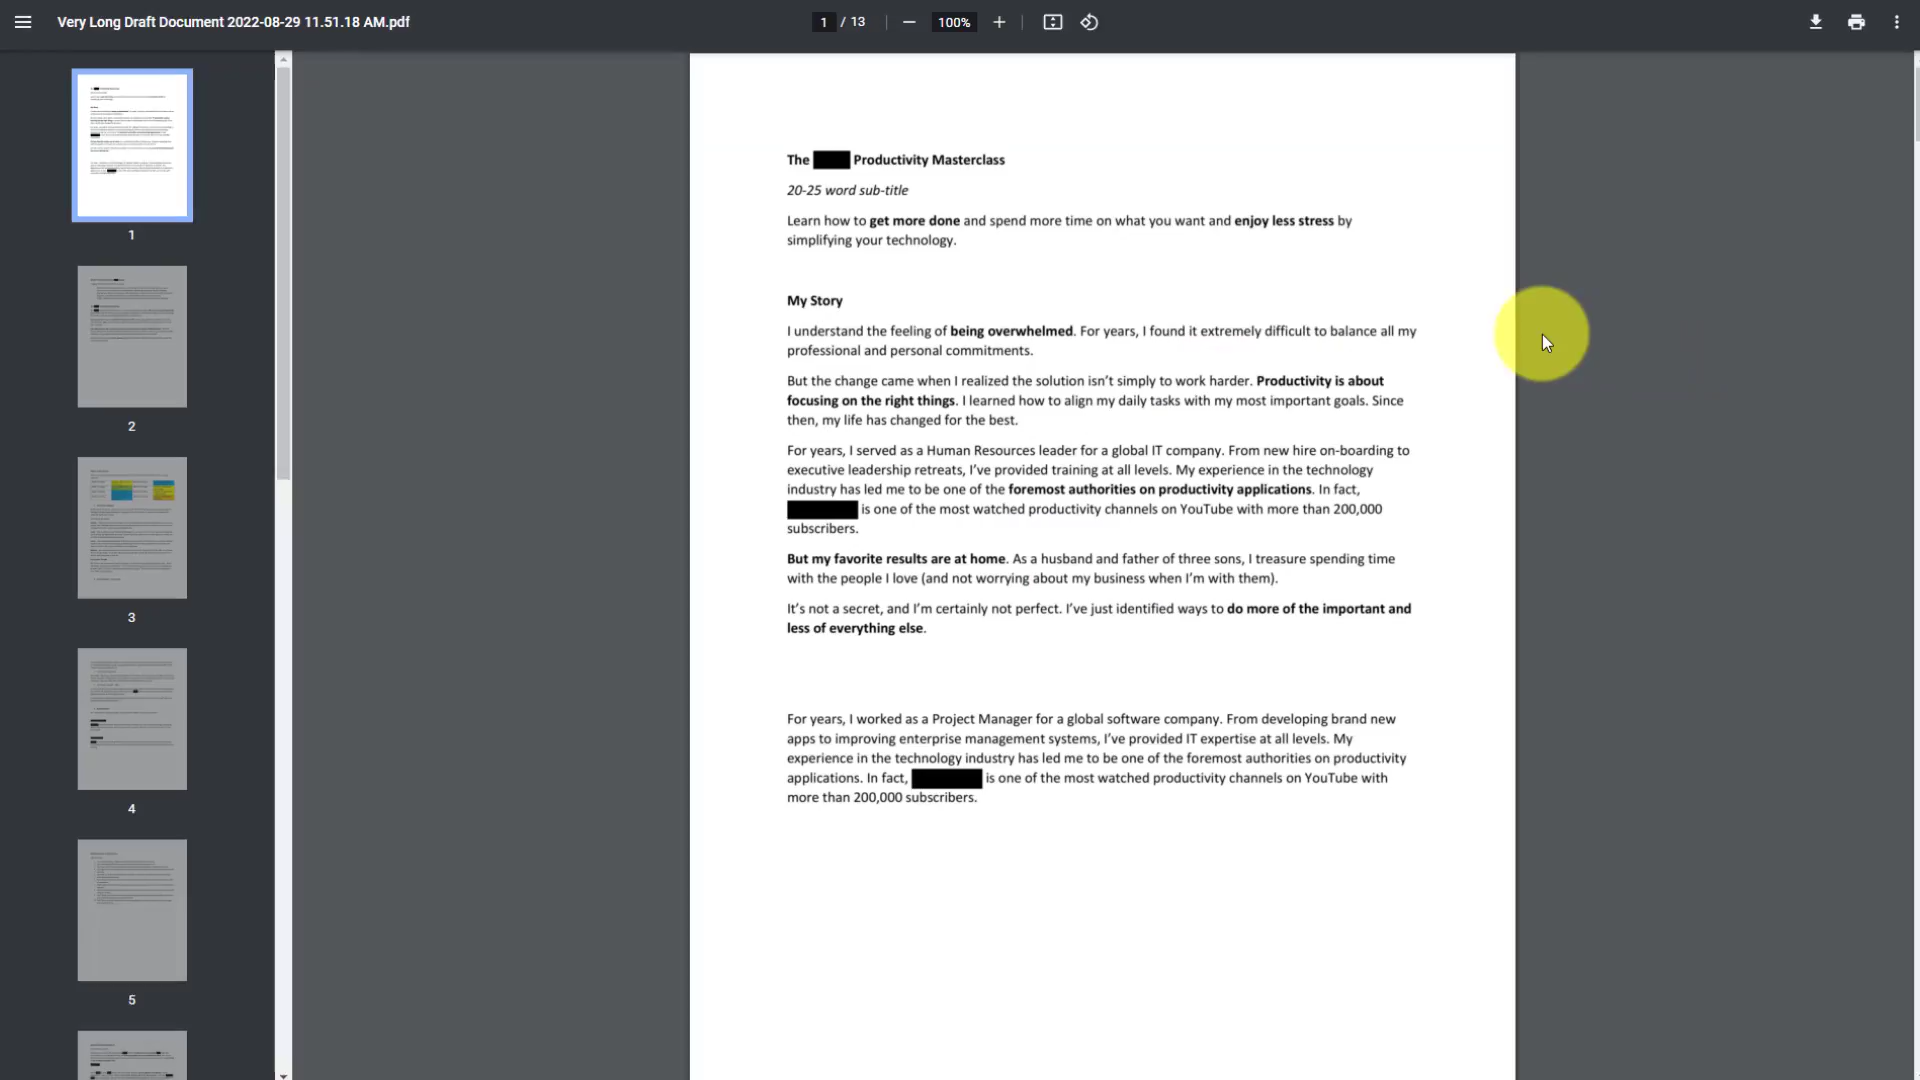 Very Long Draft Document 2022-08-29 11.51.18 AM.pdf
1 / 13
100%
1
2
3
4
5
The Productivity Masterclass
20-25 word sub-title
Learn how to get more done and spend more time on what you want and enjoy less stress by
simplifying your technology.
My Story
I understand the feeling of being overwhelmed. For years, I found it extremely difficult to balance all my
professional and personal commitments.
But the change came when I realized the solution isn't simply to work harder. Productivity is about
focusing on the right things. I learned how to align my daily tasks with my most important goals. Since
then, my life has changed for the best.
For years, I served as a Human Resources leader for a global IT company. From new hire on-boarding to
executive leadership retreats, I've provided training at all levels. My experience in the technology
industry has led me to be one of the foremost authorities on productivity applications. In fact,
is one of the most watched productivity channels on YouTube with more than 200,000
subscribers.
But my favorite results are at home. As a husband and father of three sons, I treasure spending time
with the people I love (and not worrying about my business when I'm with them).
It's not a secret, and I'm certainly not perfect. I've just identified ways to do more of the important and
less of everything else.
For years, I worked as a Project Manager for a global software company. From developing brand new
apps to improving enterprise management systems, I've provided IT expertise at all levels. My
experience in the technology industry has led me to be one of the foremost authorities on productivity
applications. In fact, is one of the most watched productivity channels on YouTube with
more than 200,000 subscribers.